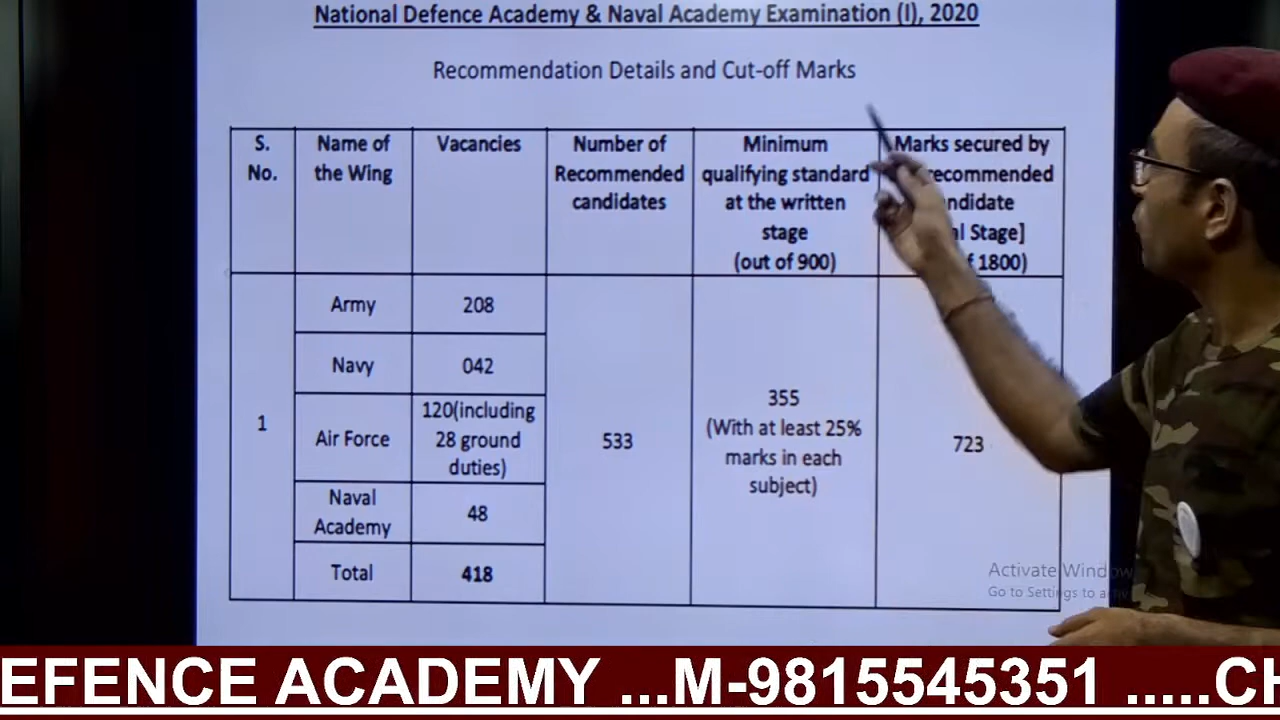 National Defence Academy & Naval Academy Examination (I), 2020
Recommendation Details and Cut-off Marks
S. No.
Name of the Wing
Vacancies
Number of Recommended candidates
Minimum qualifying standard at the written stage (out of 900)
Marks secured by
recommended
[al Stage]
1800)
1
Army
208
Navy
042
Air Force
120(including 28 ground duties)
Naval Academy
48
Total
418
533
355
(With at least 25% marks in each subject)
723
Activate Window
Go to Settings to
EFENCE ACADEMY ...M-9815545351 .....CH